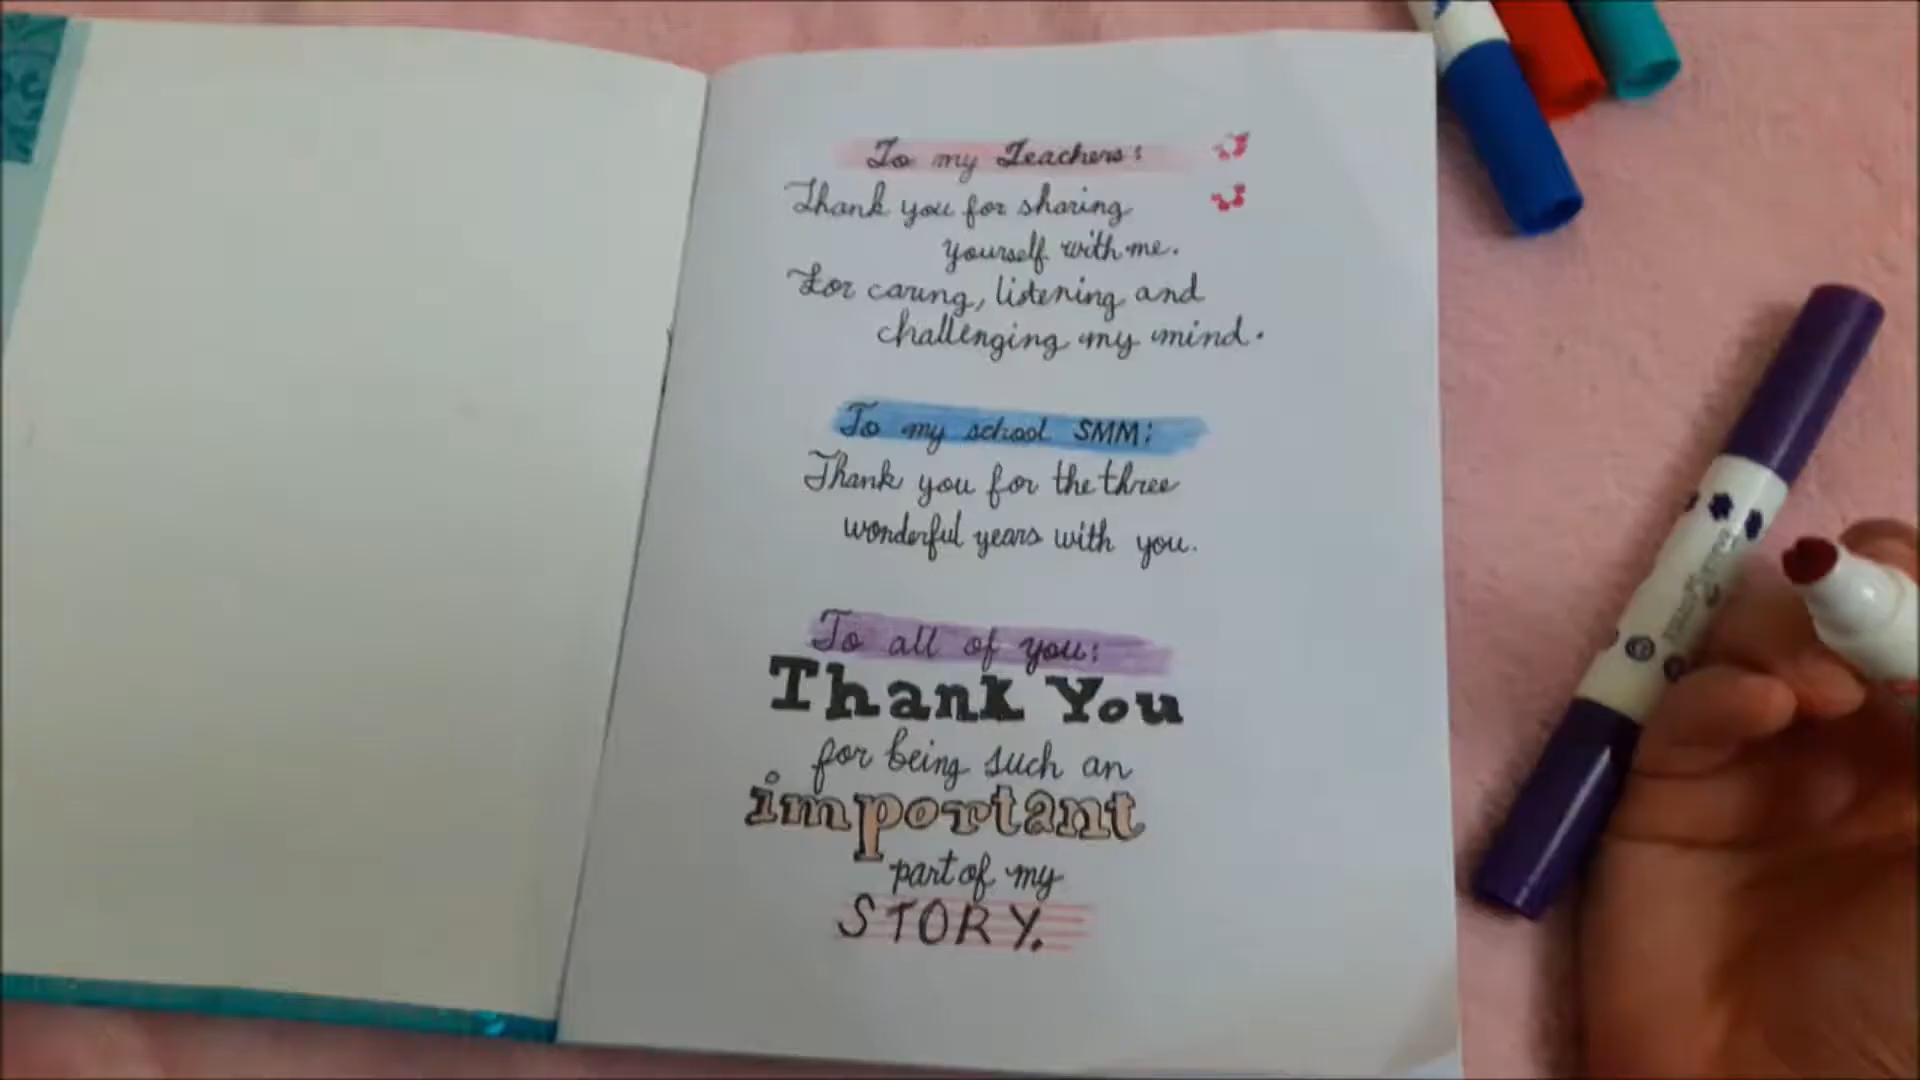 To my Teachers:
Thank you for sharing
yourself with me.
For caring, listening and
challenging my mind.
To my school SMM:
Thank you for the three
wonderful years with you.
To all of you:
Thank You
for being such an
important
part of my
STORY.